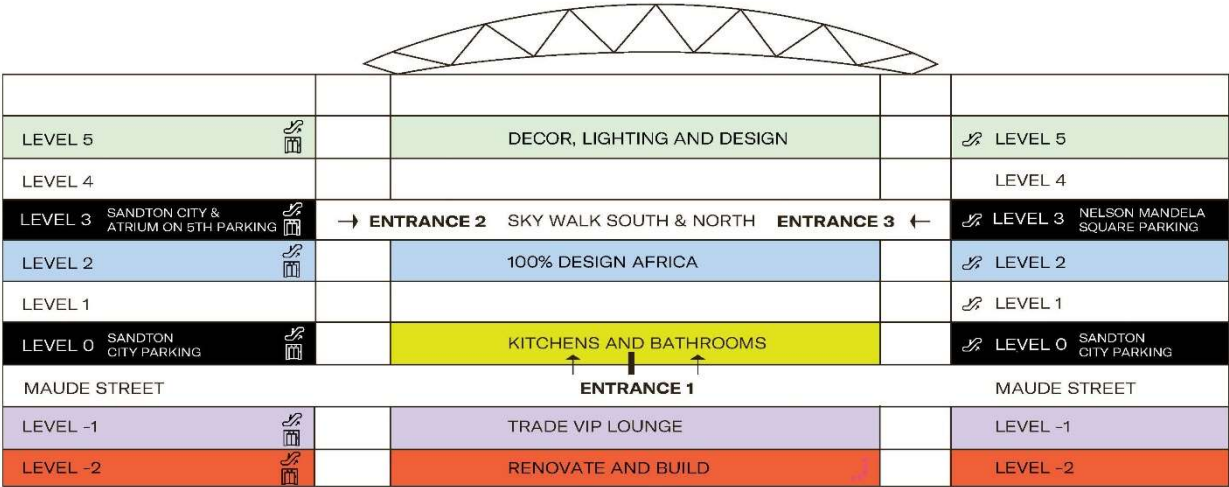 LEVEL 5 DECOR, LIGHTING AND DESIGN LEVEL 5
LEVEL 4 LEVEL 4
LEVEL 3 SANDTON CITY &
ATRIUM ON 5TH PARKING
→ ENTRANCE 2 SKY WALK SOUTH & NORTH ENTRANCE 3 ←
LEVEL 3 NELSON MANDELA
SQUARE PARKING
LEVEL 2 100% DESIGN AFRICA LEVEL 2
LEVEL 1 LEVEL 1
LEVEL 0 SANDTON
CITY PARKING
KITCHENS AND BATHROOMS
LEVEL 0 SANDTON
CITY PARKING
MAUDE STREET ENTRANCE 1 MAUDE STREET
LEVEL -1 TRADE VIP LOUNGE LEVEL -1
LEVEL -2 RENOVATE AND BUILD LEVEL -2